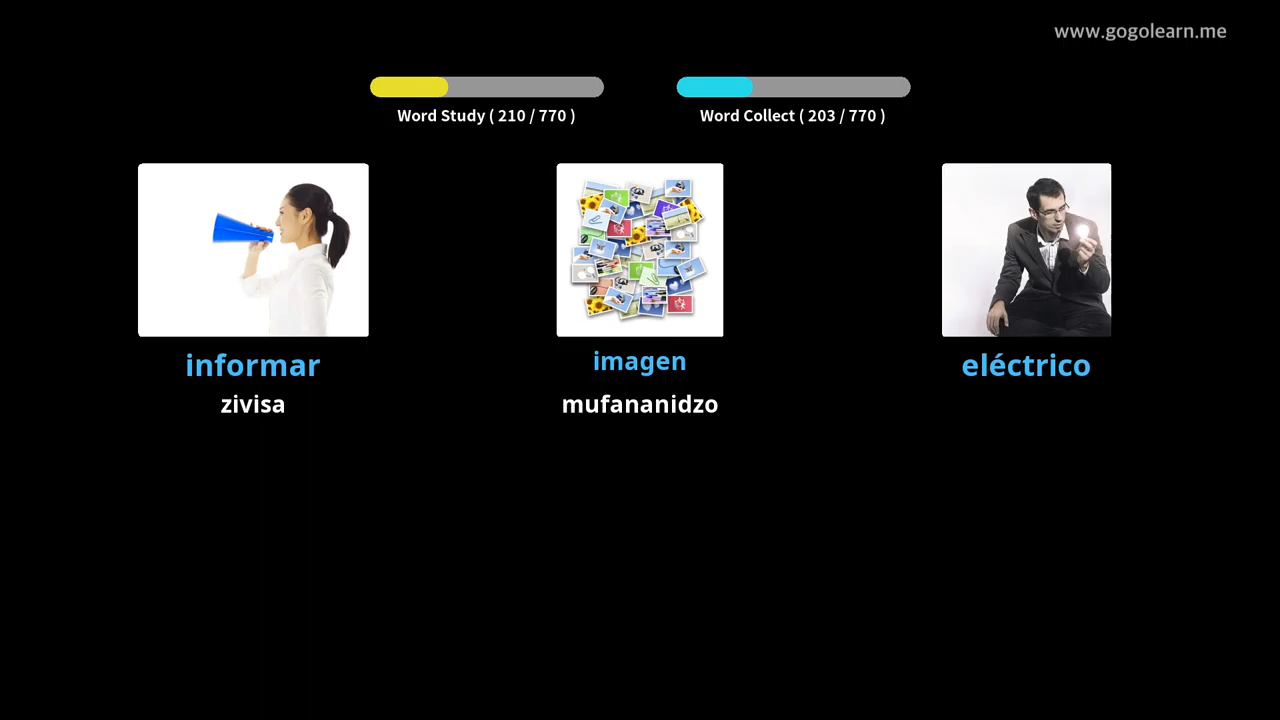 www.gogolearn.me
Word Study ( 210 / 770 )
Word Collect ( 203 / 770 )
informar
imagen
eléctrico
zivisa
mufananidzo